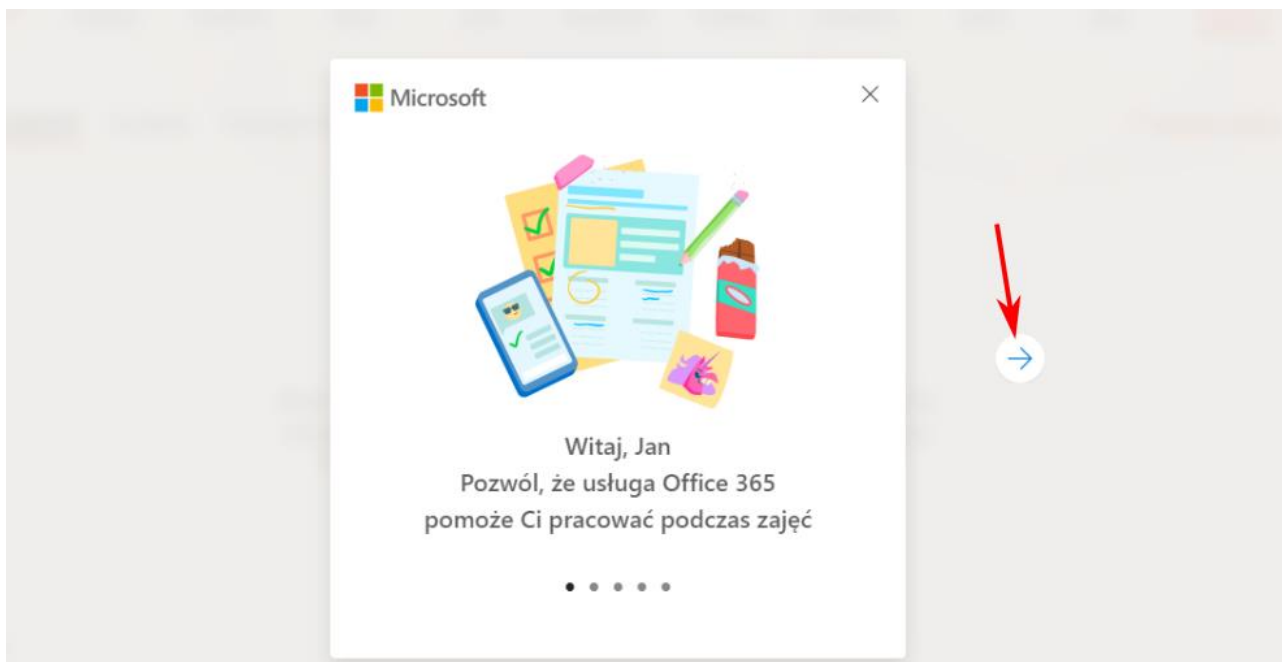 Microsoft
Witaj, Jan
Pozwól, że usługa Office 365
pomoże Ci pracować podczas zajęć